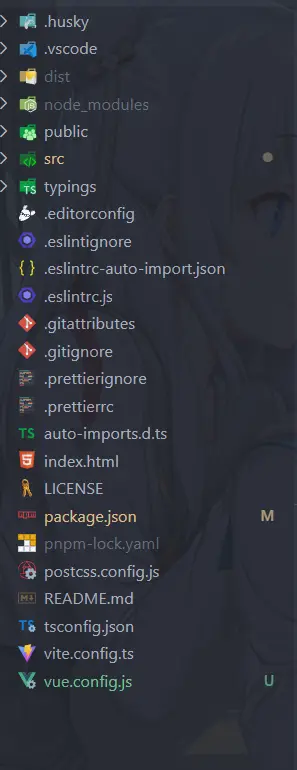 .husky
.vscode
dist
node_modules
public
src
typings
.editorconfig
.eslintignore
.eslintrc-auto-import.json
.eslintrc.js
.gitattributes
.gitignore
.prettierignore
.prettierrc
auto-imports.d.ts
index.html
LICENSE
package.json M
pnpm-lock.yaml
postcss.config.js
README.md
tsconfig.json
vite.config.ts
vue.config.js U